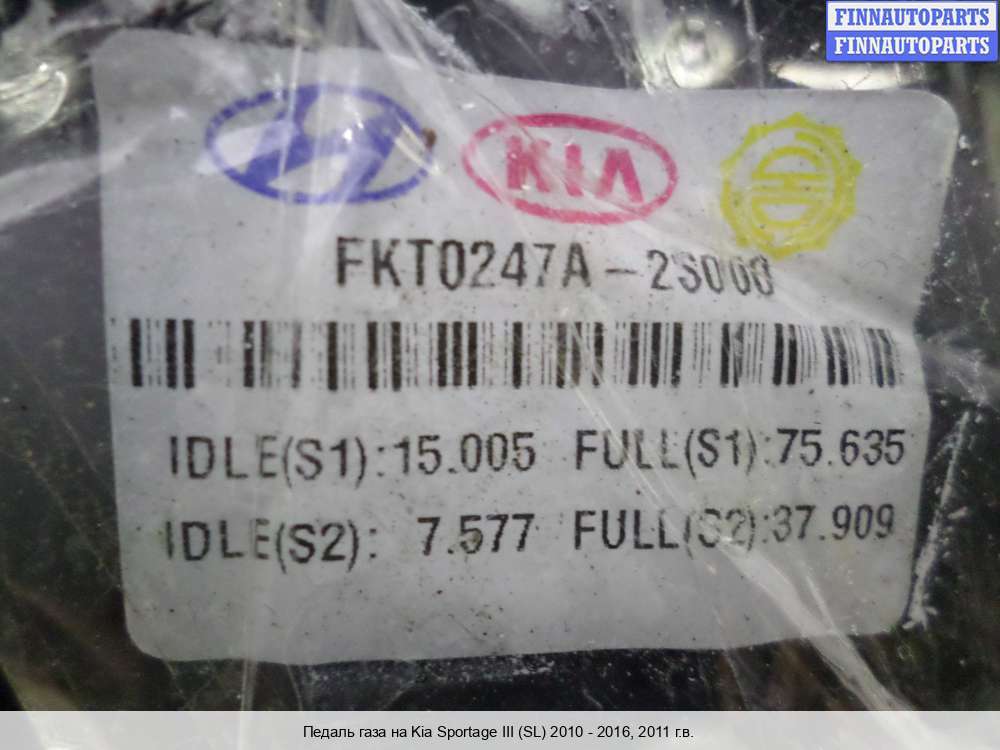 FINNAUTOPARTS
FINNAUTOPARTS
KIA
FKT0247A-2S000
IDLE(S1):15.005 FULL(S1):75.635
IDLE(S2): 7.577 FULL(S2):37.909
Педаль газа на Kia Sportage III (SL) 2010 - 2016, 2011 г.в.